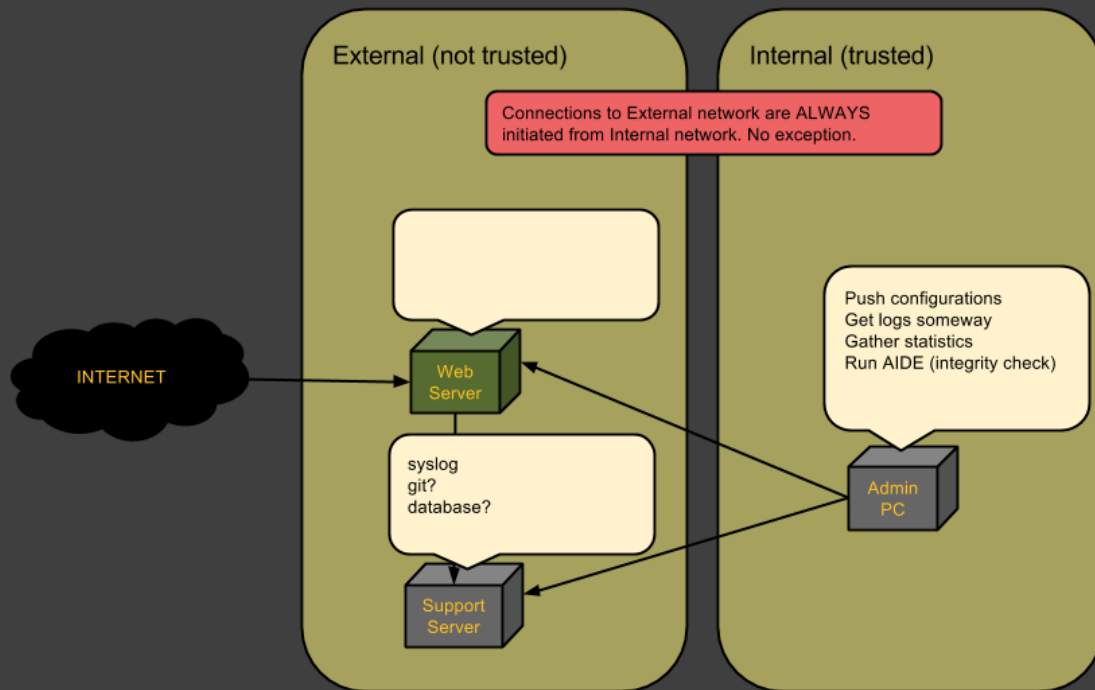 External (not trusted)
Internal (trusted)
Connections to External network are ALWAYS
initiated from Internal network. No exception.
Push configurations
Get logs someway
Gather statistics
Run AIDE (integrity check)
INTERNET
Web
Server
syslog
git?
database?
Admin
PC
Support
Server